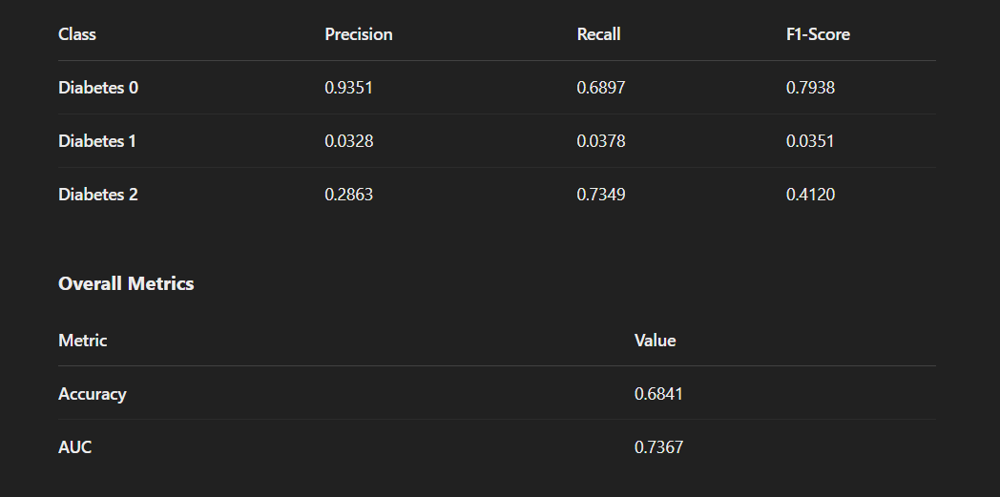 Class Precision Recall F1-Score
Diabetes 0 0.9351 0.6897 0.7938
Diabetes 1 0.0328 0.0378 0.0351
Diabetes 2 0.2863 0.7349 0.4120
Overall Metrics
Metric Value
Accuracy 0.6841
AUC 0.7367